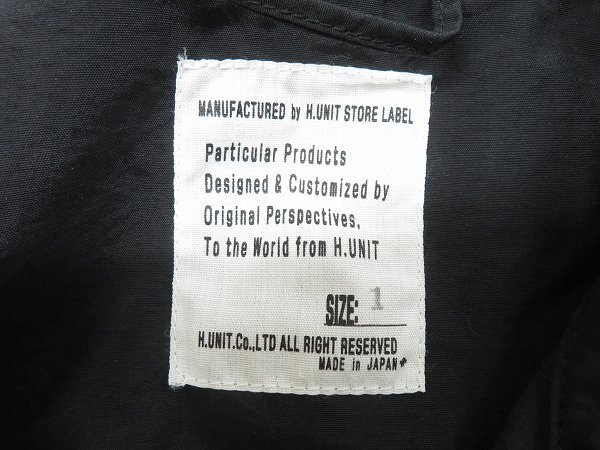 MANUFACTURED by H.UNIT STORE LABEL
Particular Products
Designed & Customized by
Original Perspectives.
To the World from H.UNIT
SIZE: 1
H.UNIT.Co.,LTD ALL RIGHT RESERVED
MADE in JAPAN